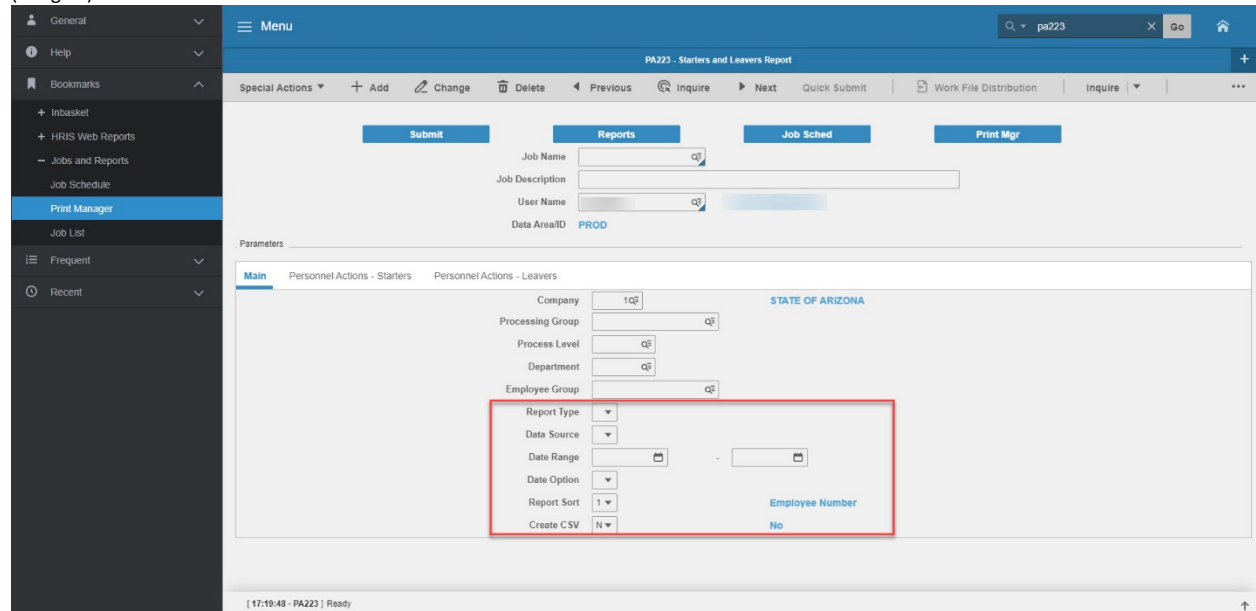 General
Menu
pa223
Go
Help
PA223 - Starters and Leavers Report
+
Bookmarks
Special Actions
+ Add
Change
Delete
Previous
Inquire
Next
Quick Submit
Work File Distribution
Inquire
...
+ Inbasket
+ HRIS Web Reports
− Jobs and Reports
Job Schedule
Print Manager
Job List
Frequent
Recent
Submit
Reports
Job Sched
Print Mgr
Job Name
Job Description
User Name
Data Area/ID PROD
Parameters
Main
Personnel Actions - Starters
Personnel Actions - Leavers
Company 1 STATE OF ARIZONA
Processing Group
Process Level
Department
Employee Group
Report Type
Data Source
Date Range -
Date Option
Report Sort 1 Employee Number
Create CSV N No
[ 17:19:48 - PA223 ] Ready